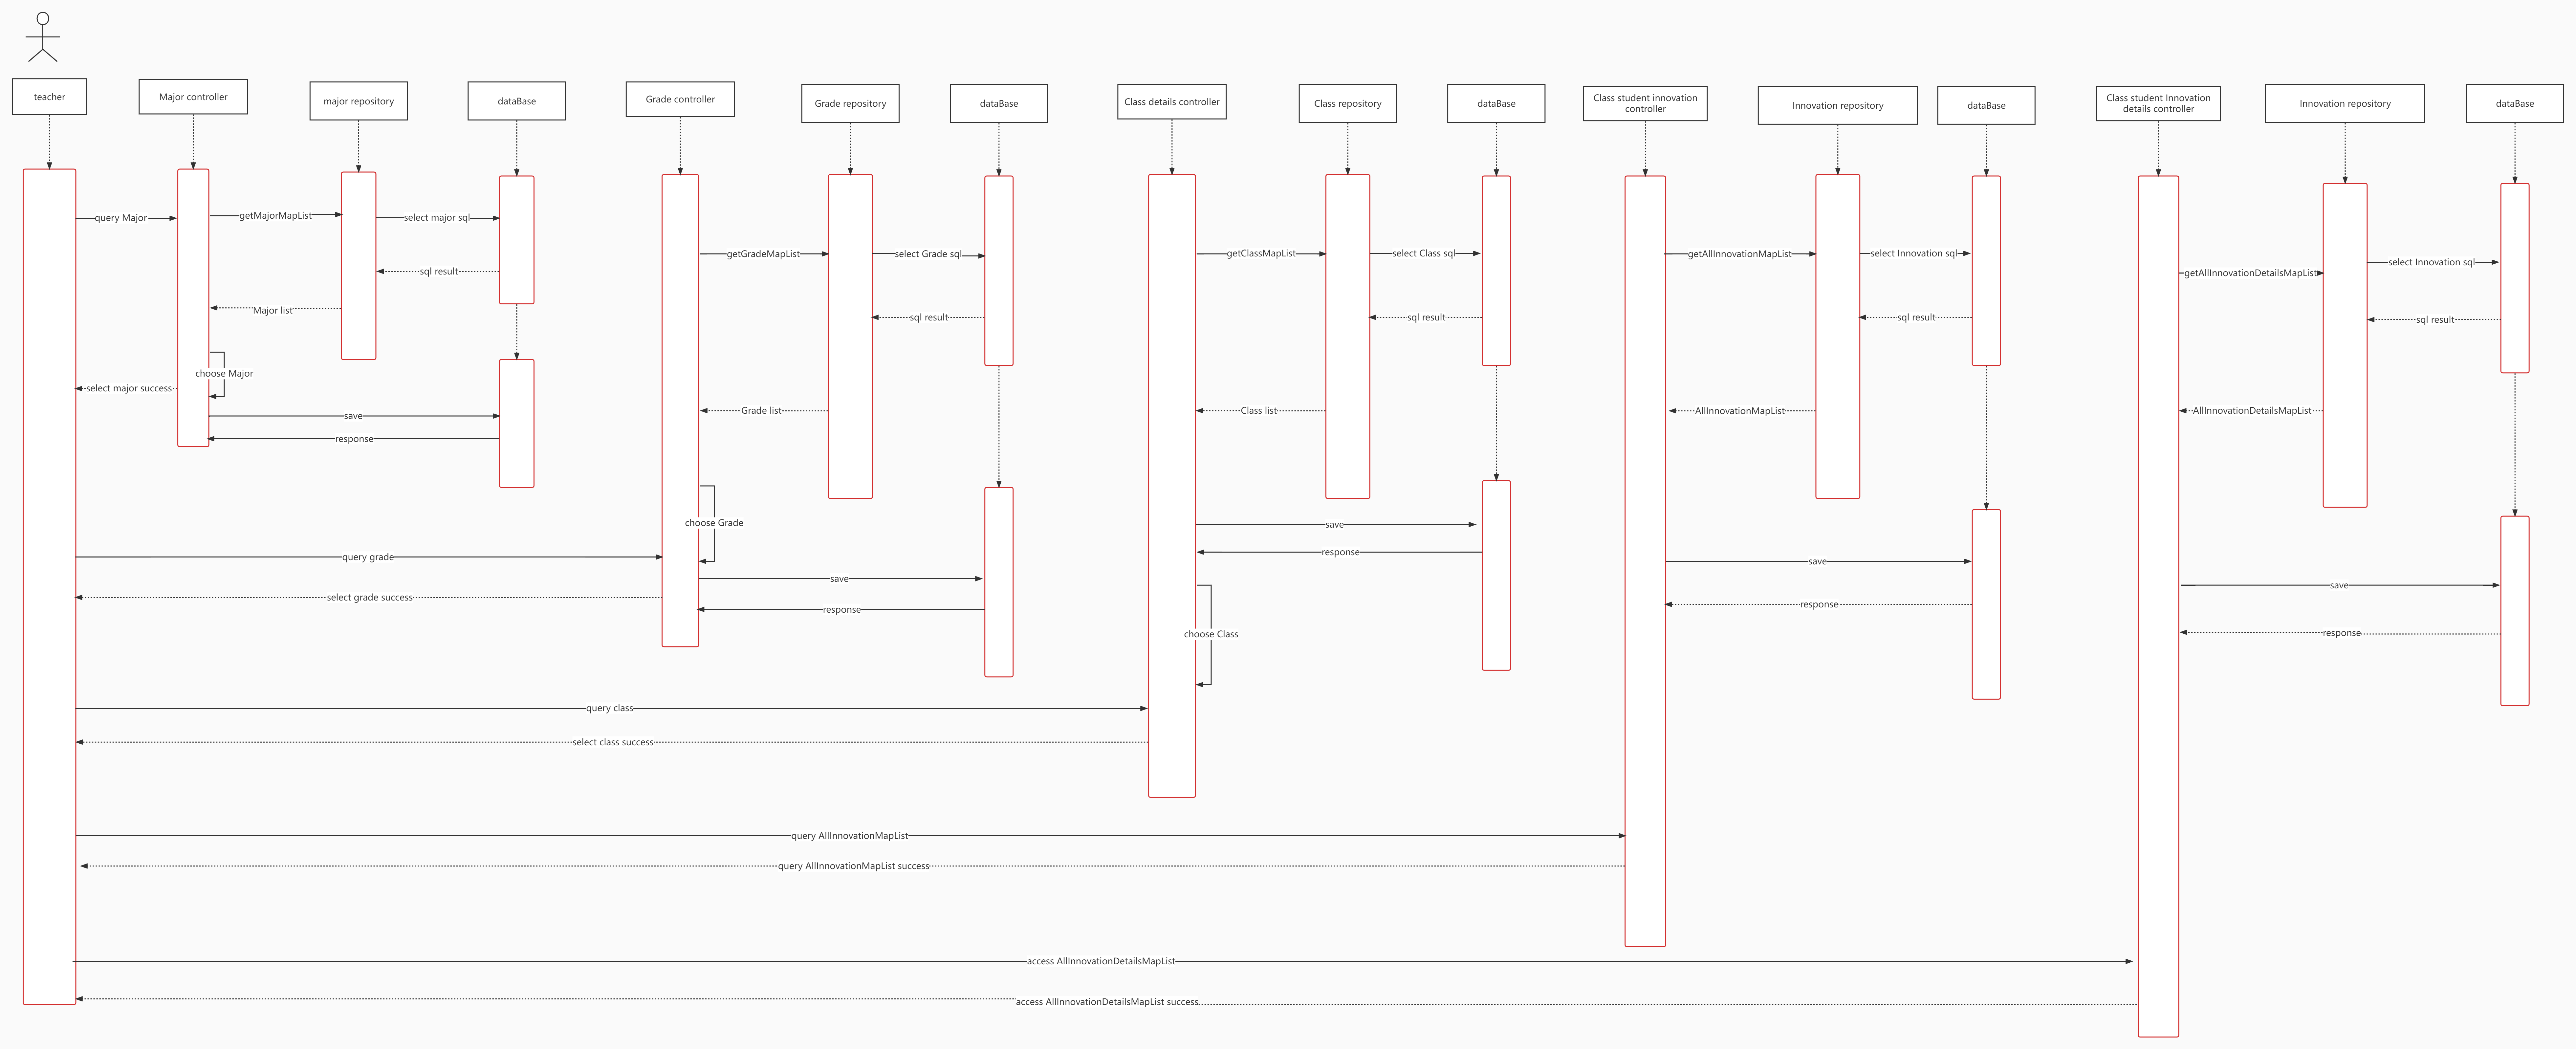 teacher
Major controller
major repository
dataBase
Grade controller
Grade repository
dataBase
Class details controller
Class repository
dataBase
Class student innovation
controller
Innovation repository
dataBase
Class student Innovation
details controller
Innovation repository
dataBase
query Major
getMajorMapList
select major sql
sql result
Major list
choose Major
select major success
save
response
getGradeMapList
select Grade sql
sql result
Grade list
choose Grade
query grade
save
select grade success
response
getClassMapList
select Class sql
sql result
Class list
save
response
choose Class
query class
select class success
getAllInnovationMapList
select Innovation sql
sql result
AllInnovationMapList
save
response
query AllInnovationMapList
query AllInnovationMapList success
getAllInnovationDetailsMapList
select Innovation sql
sql result
AllInnovationDetailsMapList
save
response
access AllInnovationDetailsMapList
access AllInnovationDetailsMapList success